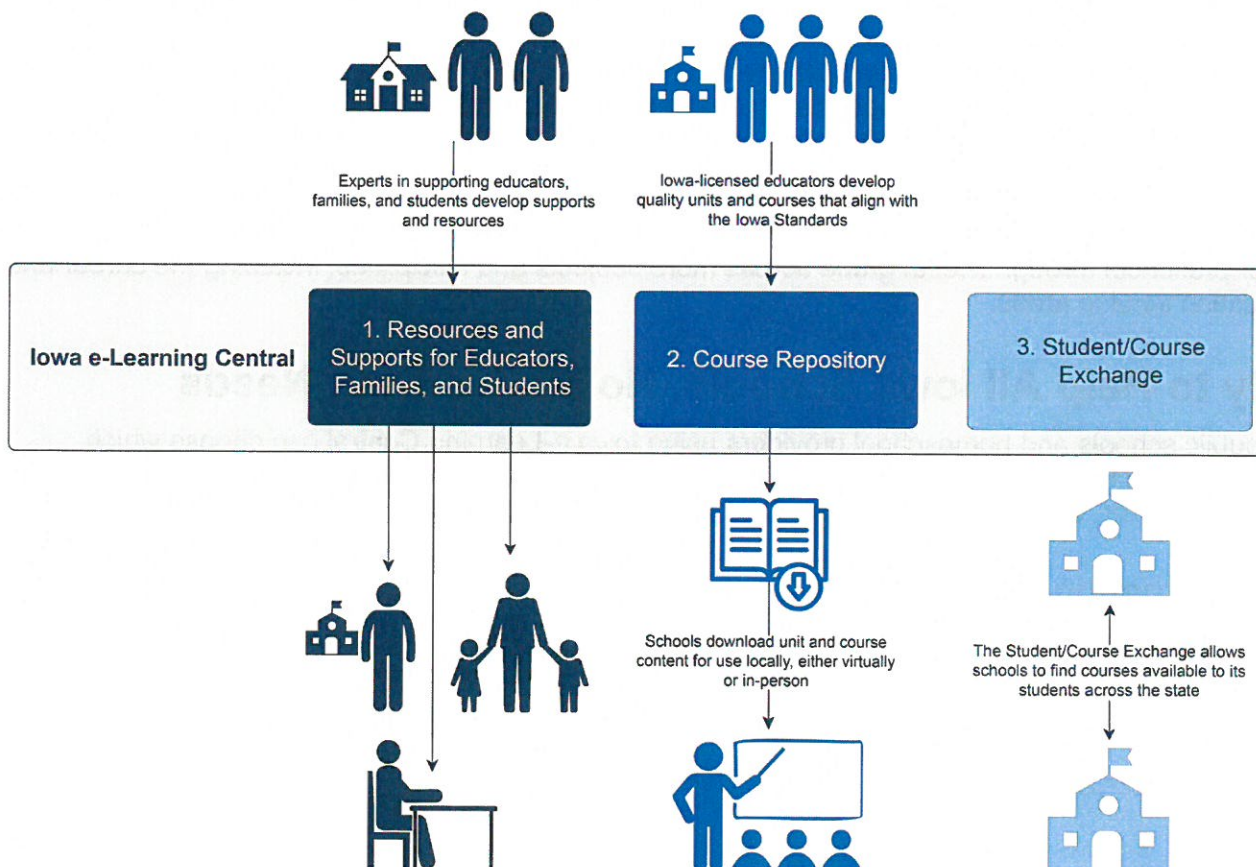 Experts in supporting educators,
families, and students develop supports
and resources
Iowa-licensed educators develop
quality units and courses that align with
the Iowa Standards
Iowa e-Learning Central
1. Resources and
Supports for Educators,
Families, and Students
2. Course Repository
3. Student/Course
Exchange
Schools download unit and course
content for use locally, either virtually
or in-person
The Student/Course Exchange allows
schools to find courses available to its
students across the state